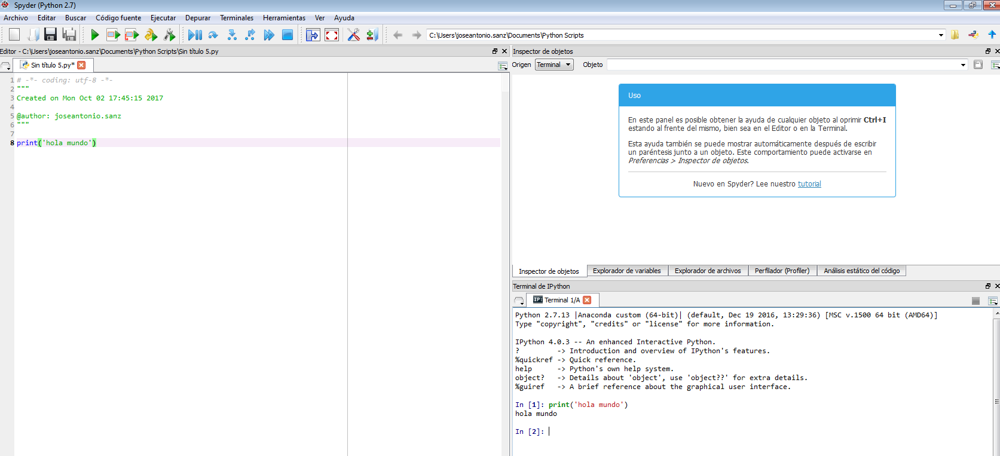 Spyder (Python 2.7)
Archivo Editar Buscar Código fuente Ejecutar Depurar Terminales Herramientas Ver Ayuda
C:\Users\joseantonio.sanz\Documents\Python Scripts
Editor - C:\Users\joseantonio.sanz\Documents\Python Scripts\Sin título 5.py
Sin título 5.py*
1 # -*- coding: utf-8 -*-
2 """
3 Created on Mon Oct 02 17:45:15 2017
4
5 @author: joseantonio.sanz
6 """
7
8 print('hola mundo')
Inspector de objetos
Origen Terminal Objeto
Uso
En este panel es posible obtener la ayuda de cualquier objeto al oprimir Ctrl+I
estando al frente del mismo, bien sea en el Editor o en la Terminal.
Esta ayuda también se puede mostrar automáticamente después de escribir
un paréntesis junto a un objeto. Este comportamiento puede activarse en
Preferencias > Inspector de objetos.
Nuevo en Spyder? Lee nuestro tutorial
Inspector de objetos Explorador de variables Explorador de archivos Perfilador (Profiler) Análisis estático del código
Terminal de IPython
IP: Terminal 1/A
Python 2.7.13 |Anaconda custom (64-bit)| (default, Dec 19 2016, 13:29:36) [MSC v.1500 64 bit (AMD64)]
Type "copyright", "credits" or "license" for more information.
IPython 4.0.3 -- An enhanced Interactive Python.
? -> Introduction and overview of IPython's features.
%quickref -> Quick reference.
help -> Python's own help system.
object? -> Details about 'object', use 'object??' for extra details.
%guiref -> A brief reference about the graphical user interface.
In [1]: print('hola mundo')
hola mundo
In [2]: